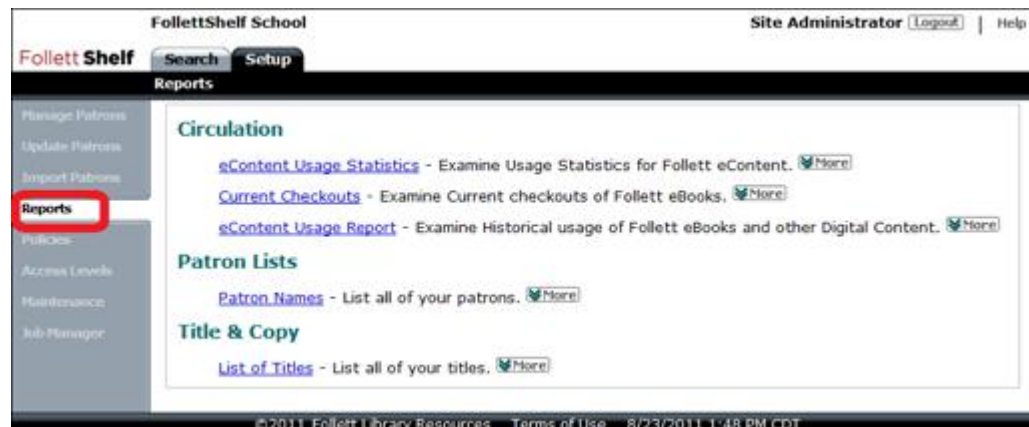 FollettShelf School
Site Administrator Logout | Help
Follett Shelf
Search Setup
Reports
Manage Patrons
Update Patrons
Import Patrons
Reports
Policies
Access Levels
Maintenance
Job Manager
Circulation
eContent Usage Statistics - Examine Usage Statistics for Follett eContent. More
Current Checkouts - Examine Current checkouts of Follett eBooks. More
eContent Usage Report - Examine Historical usage of Follett eBooks and other Digital Content. More
Patron Lists
Patron Names - List all of your patrons. More
Title & Copy
List of Titles - List all of your titles. More
©2011 Follett Library Resources Terms of Use 8/23/2011 1:48 PM CDT